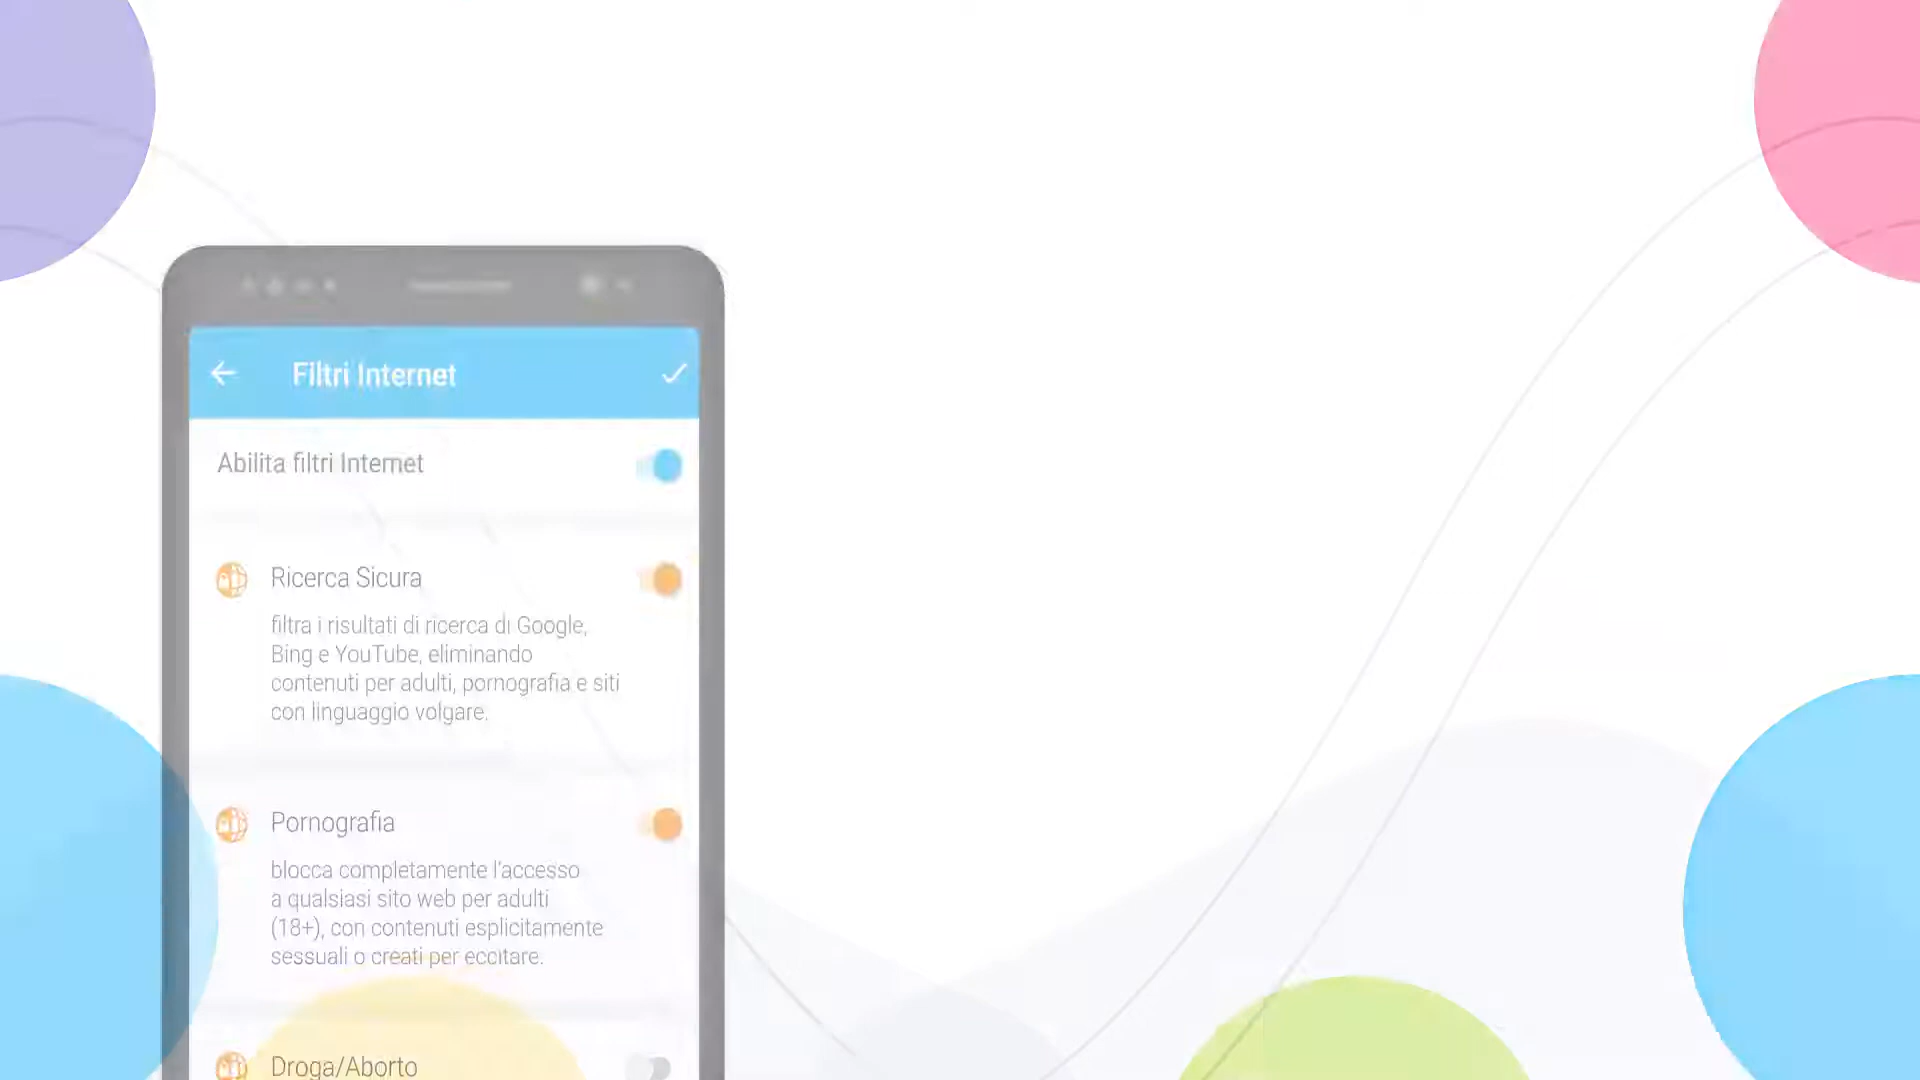 Filtri Internet
Abilita filtri Internet
Ricerca Sicura
filtra i risultati di ricerca di Google,
Bing e YouTube, eliminando
contenuti per adulti, pornografia e siti
con linguaggio volgare.
Pornografia
blocca completamente l'accesso
a qualsiasi sito web per adulti
(18+), con contenuti esplicitamente
sessuali o creati per eccitare.
Droga/Aborto